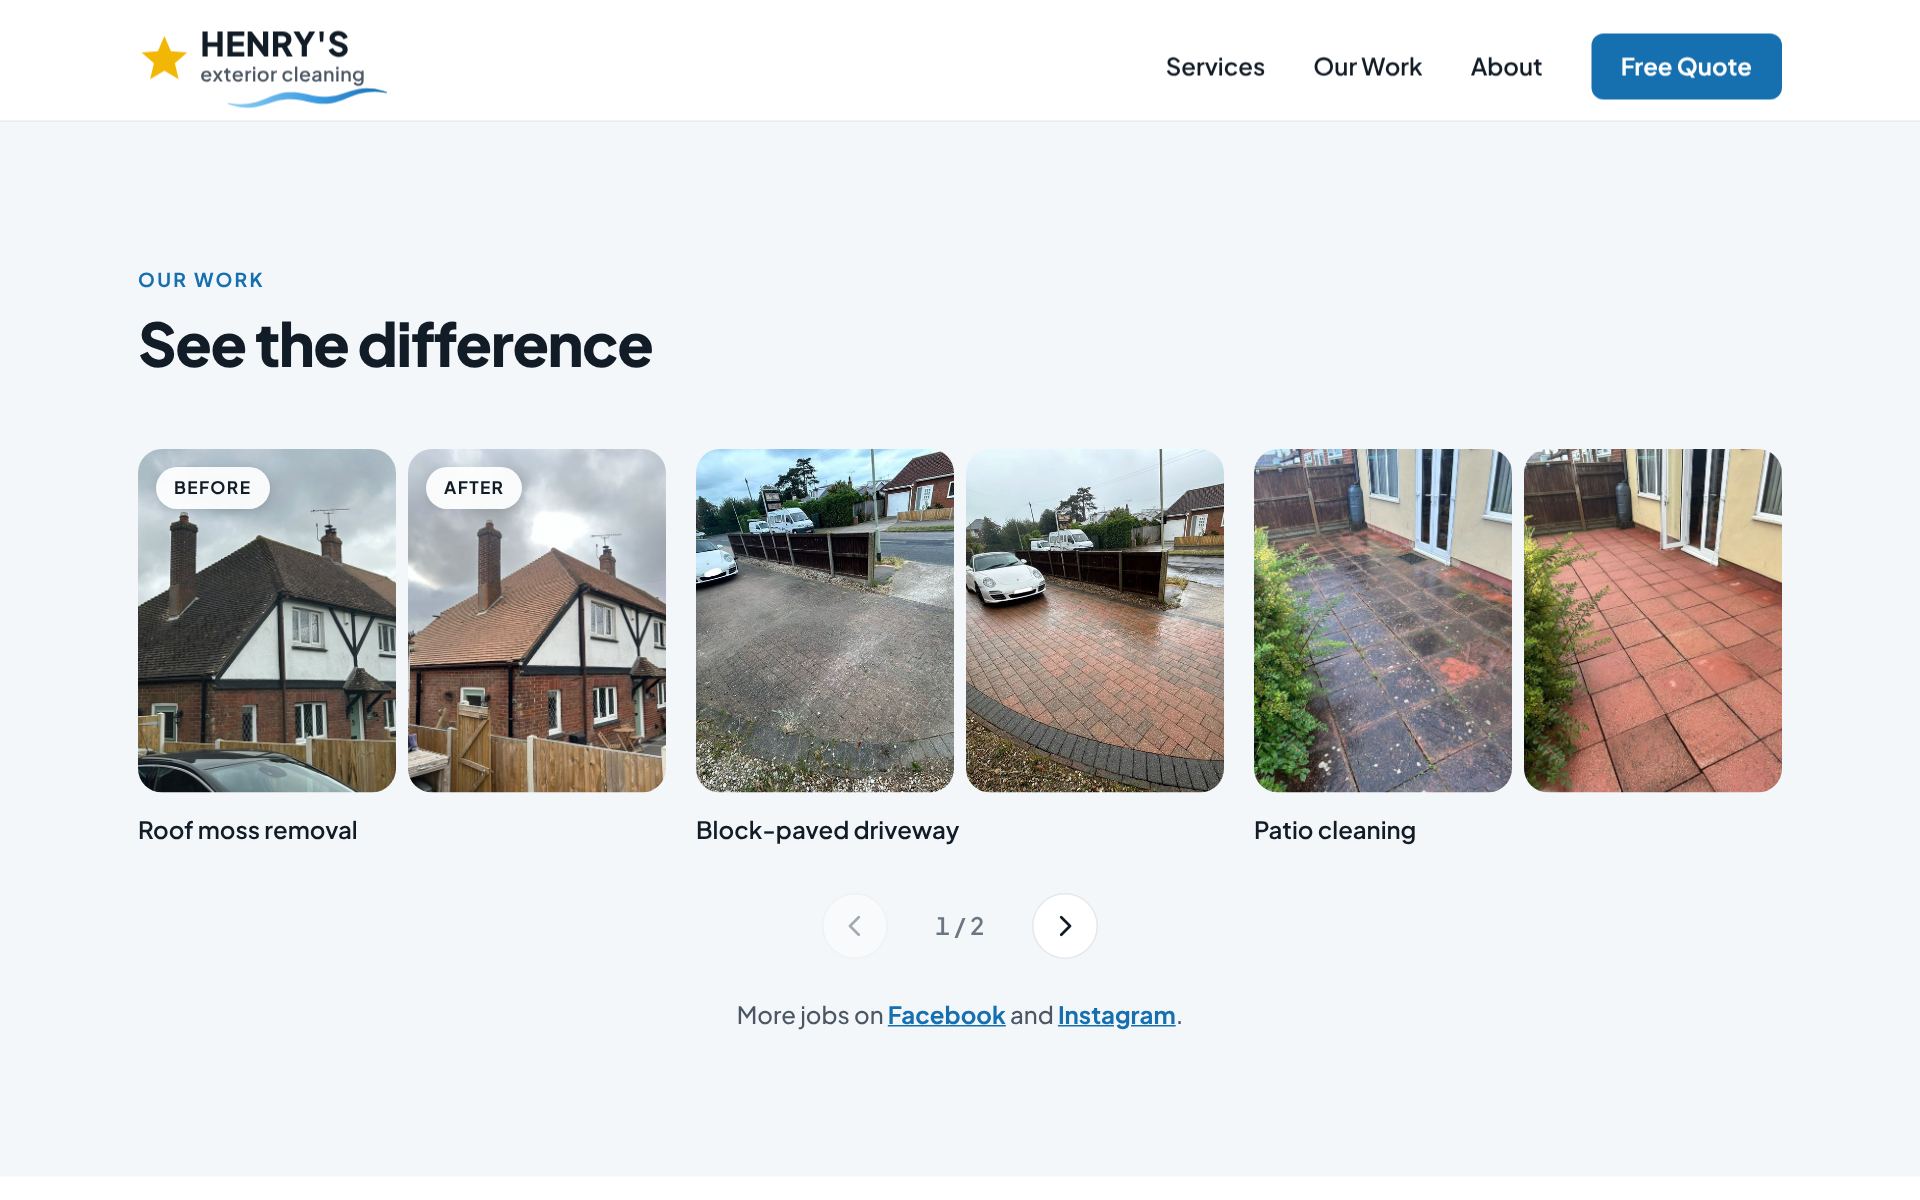 HENRY'S
exterior cleaning
Services
Our Work
About
Free Quote
OUR WORK
See the difference
BEFORE
AFTER
Roof moss removal
Block-paved driveway
Patio cleaning
1 / 2
More jobs on Facebook and Instagram.